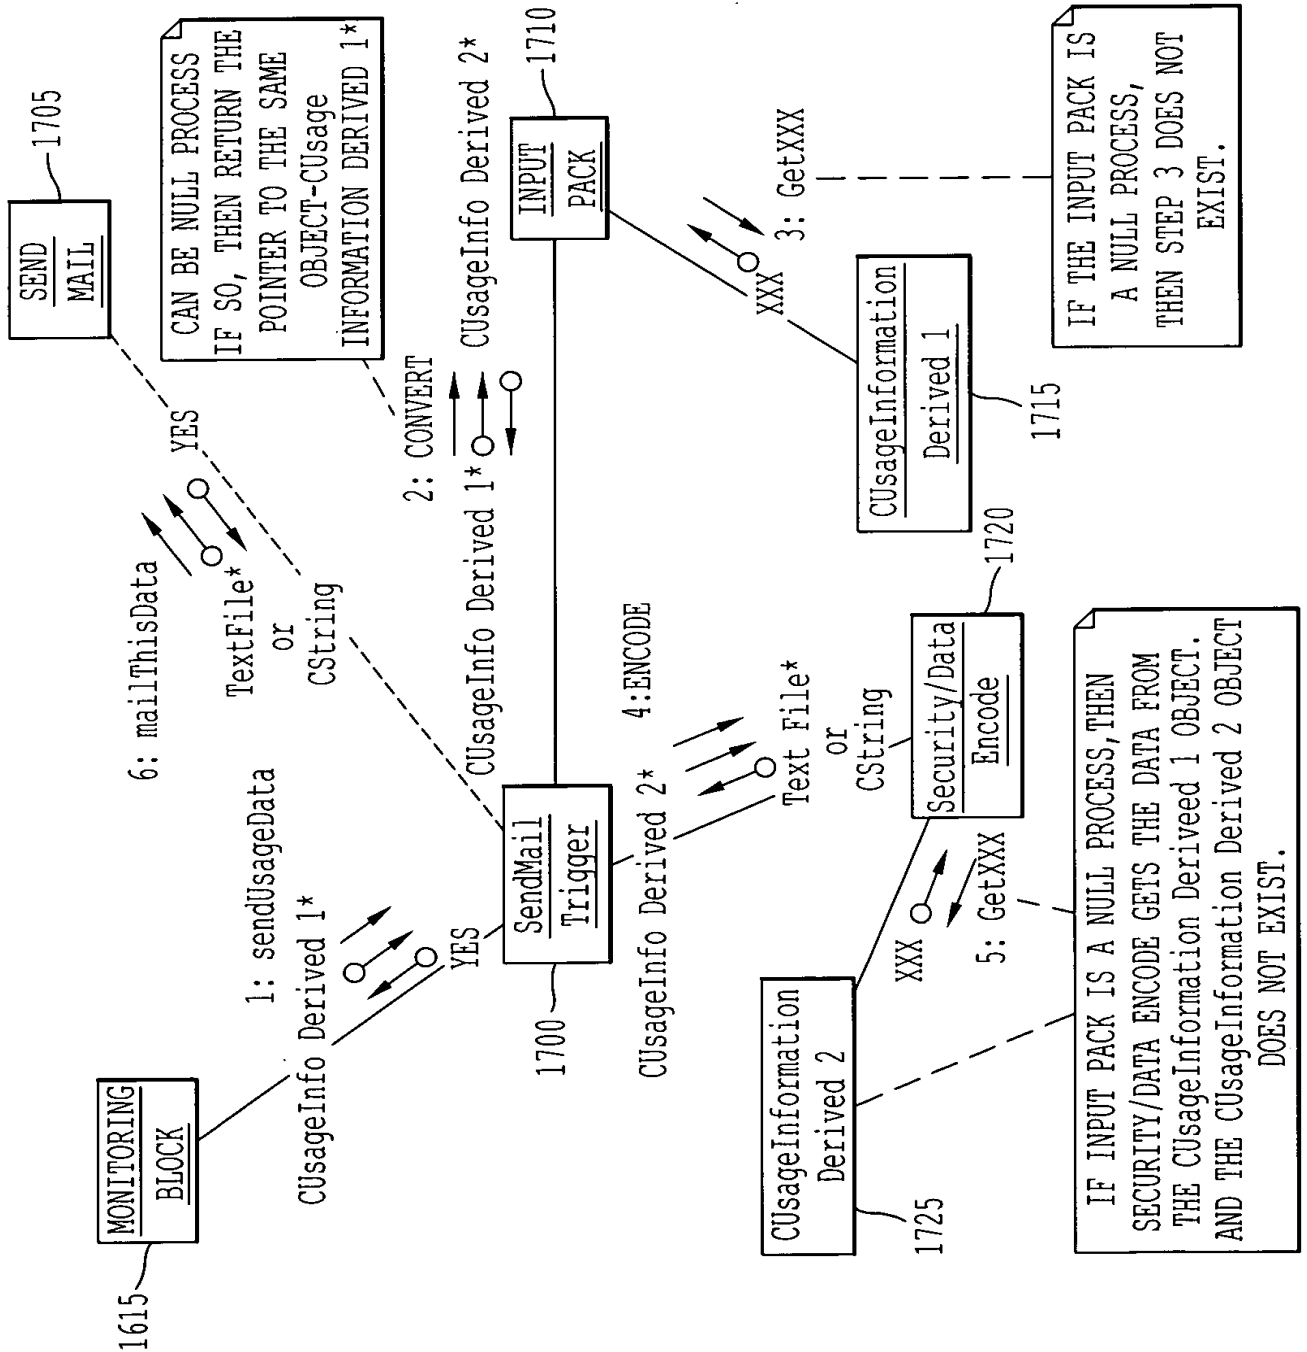 1615
MONITORING
BLOCK
1: sendUsageData
CUsageInfo Derived 1*
YES
6: mailThisData
TextFile*
or
CString
YES
SEND
MAIL
1705
CAN BE NULL PROCESS
IF SO, THEN RETURN THE
POINTER TO THE SAME
OBJECT-CUsage
INFORMATION DERIVED 1*
2: CONVERT
CUsageInfo Derived 1*
CUsageInfo Derived 2*
SendMail
Trigger
1700
INPUT
PACK
1710
CUsageInfo Derived 2*
4:ENCODE
Text File*
or
CString
3: GetXXX
XXX
CUsageInformation
Derived 1
1715
IF THE INPUT PACK IS
A NULL PROCESS,
THEN STEP 3 DOES NOT
EXIST.
CUsageInformation
Derived 2
1725
XXX
5: GetXXX
Security/Data
Encode
1720
IF INPUT PACK IS A NULL PROCESS,THEN
SECURITY/DATA ENCODE GETS THE DATA FROM
THE CUsageInformation Deriveed 1 OBJECT.
AND THE CUsageInformation Derived 2 OBJECT
DOES NOT EXIST.